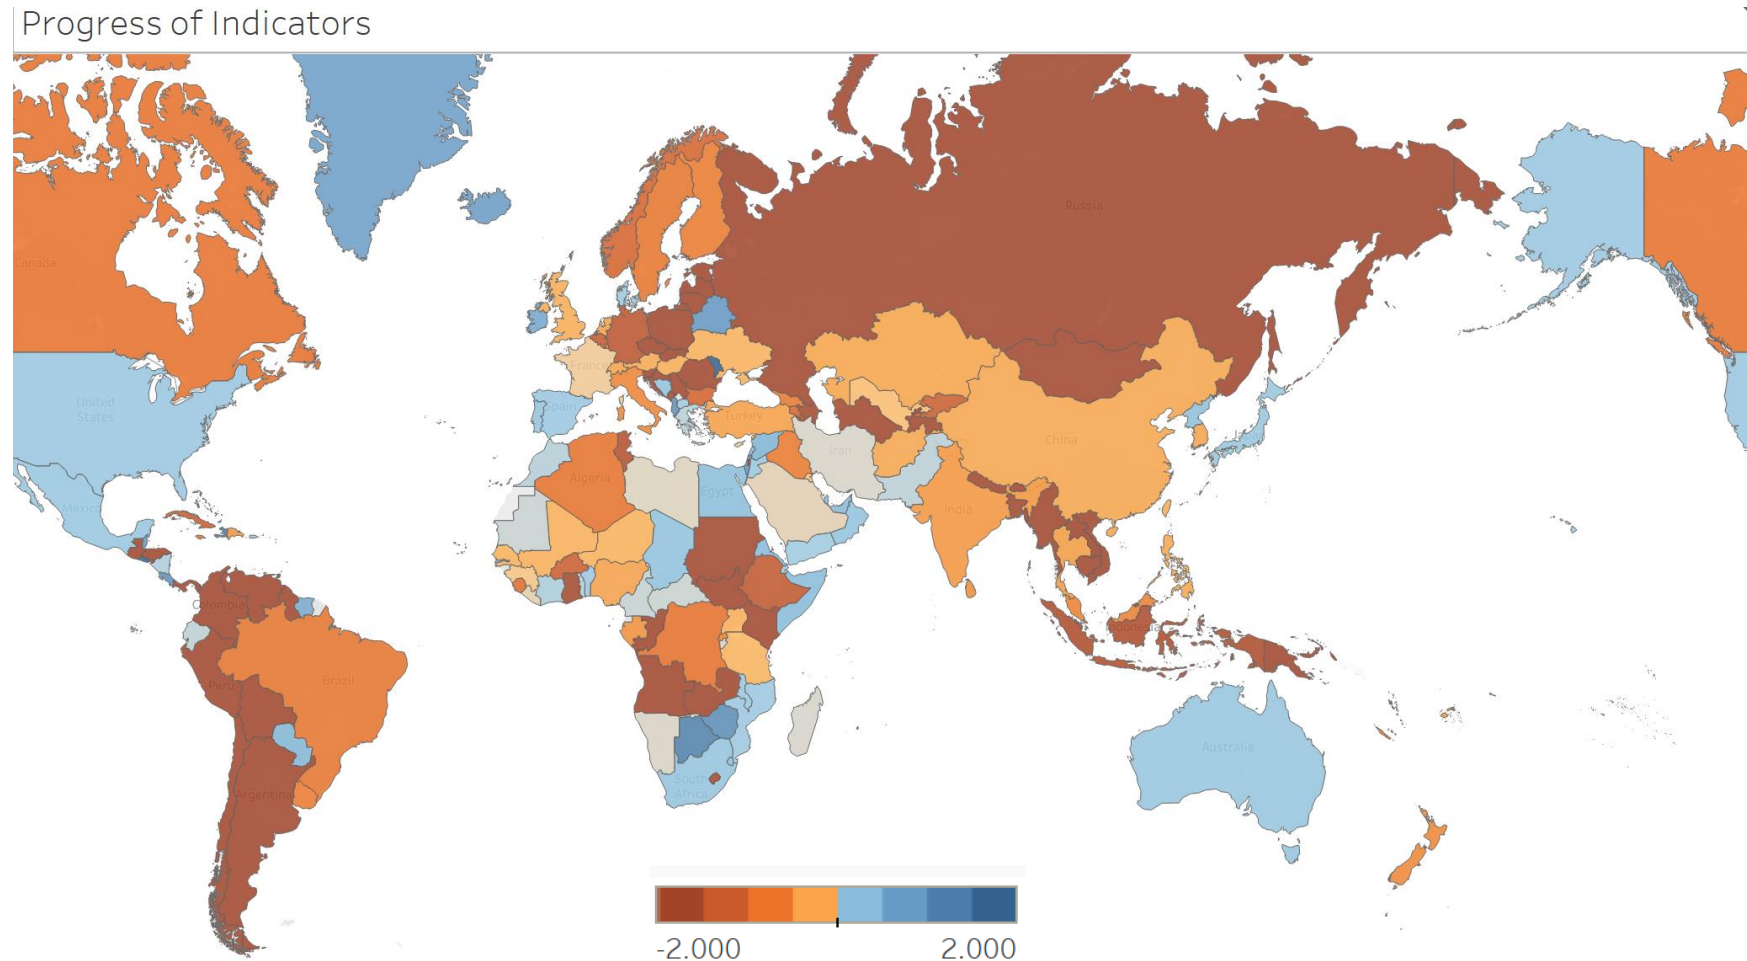 Progress of Indicators
Russia
Canada
United
States
France
Spain
Turkey
China
Iran
Algeria
Egypt
Mexico
India
Colombia
Indonesia
Peru
Brazil
Australia
South
Africa
Argentina
-2.000
2.000